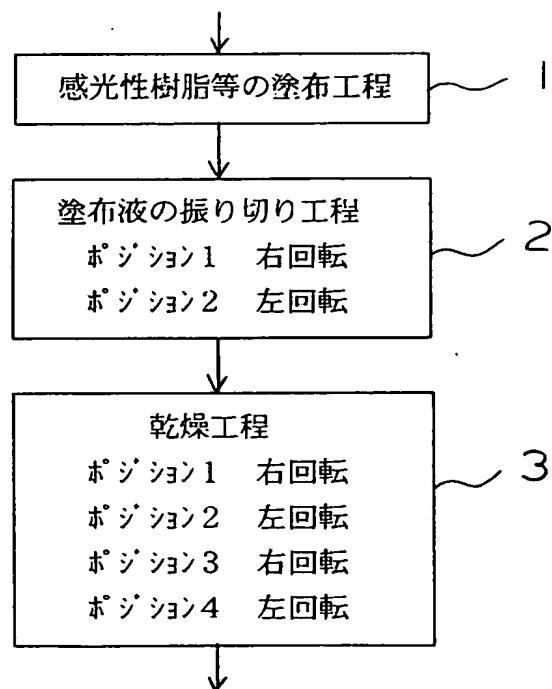 感光性樹脂等の塗布工程
1
塗布液の振り切り工程
ﾎﾟｼﾞｼｮﾝ1 右回転
ﾎﾟｼﾞｼｮﾝ2 左回転
2
乾燥工程
ﾎﾟｼﾞｼｮﾝ1 右回転
ﾎﾟｼﾞｼｮﾝ2 左回転
ﾎﾟｼﾞｼｮﾝ3 右回転
ﾎﾟｼﾞｼｮﾝ4 左回転
3